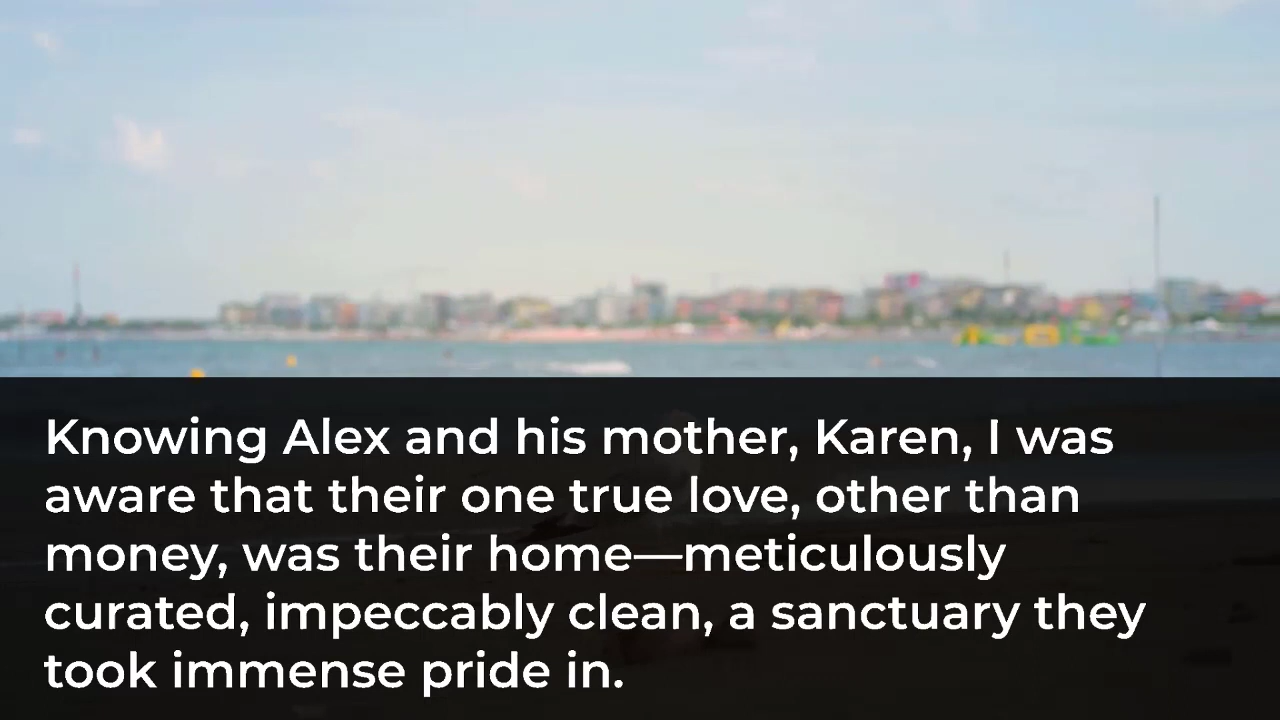 Knowing Alex and his mother, Karen, I was
aware that their one true love, other than
money, was their home—meticulously
curated, impeccably clean, a sanctuary they
took immense pride in.